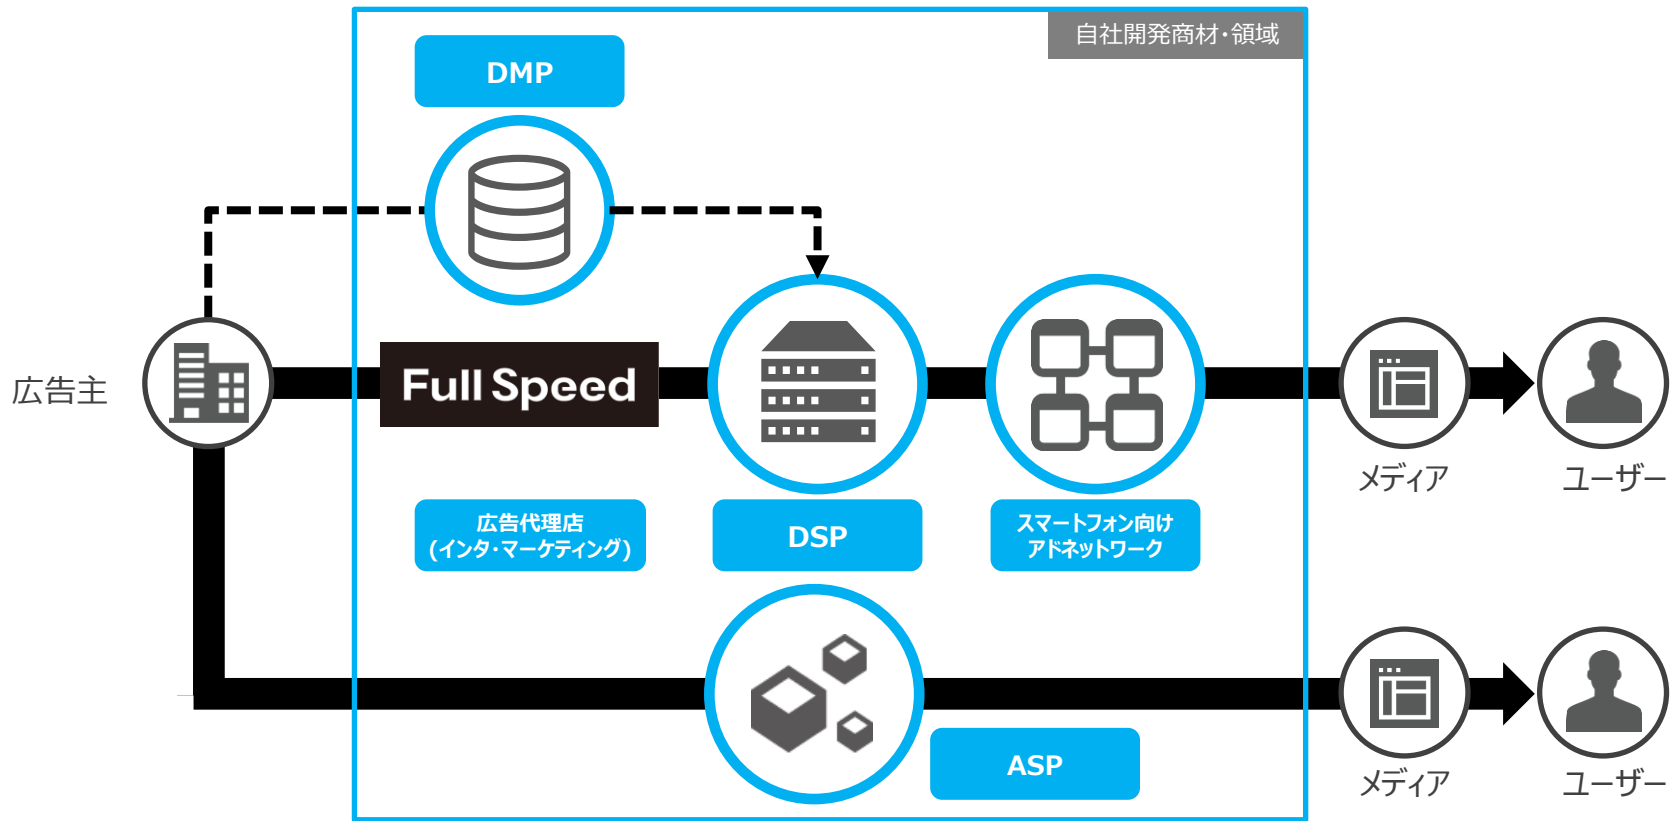 自社開発商材・領域
DMP
広告主
Full Speed
メディア
ユーザー
広告代理店
(インタ・マーケティング)
DSP
スマートフォン向け
アドネットワーク
ASP
メディア
ユーザー